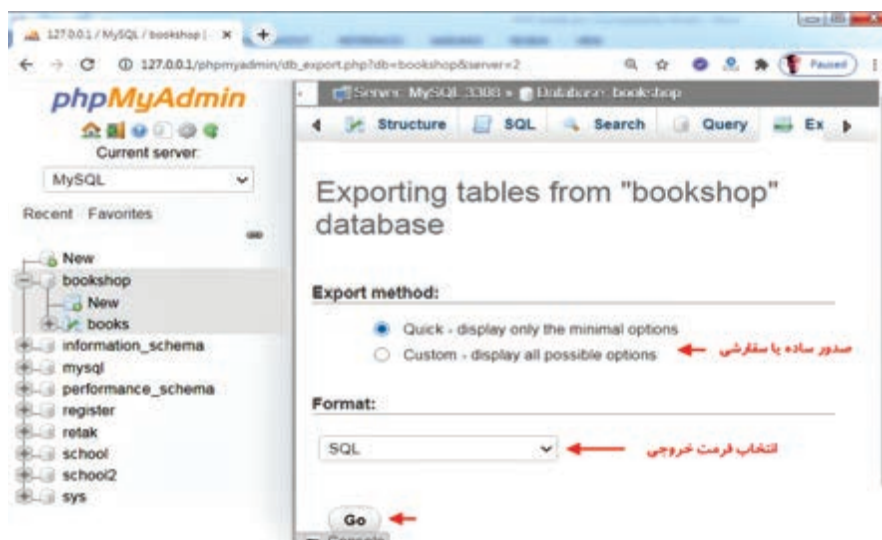 127.0.0.1 / MySQL / bookshop |
127.0.0.1/phpmyadmin/db_export.php?db=bookshop&server=2
Paused
phpMyAdmin
Current server:
MySQL
Recent Favorites
New
bookshop
New
books
information_schema
mysql
performance_schema
register
retak
school
school2
sys
Server: MySQL:3308 » Database: bookshop
Structure SQL Search Query Ex
Exporting tables from "bookshop"
database
Export method:
Quick - display only the minimal options
Custom - display all possible options
صدور ساده یا سفارشی
Format:
SQL
انتخاب فرمت خروجی
Go
Console